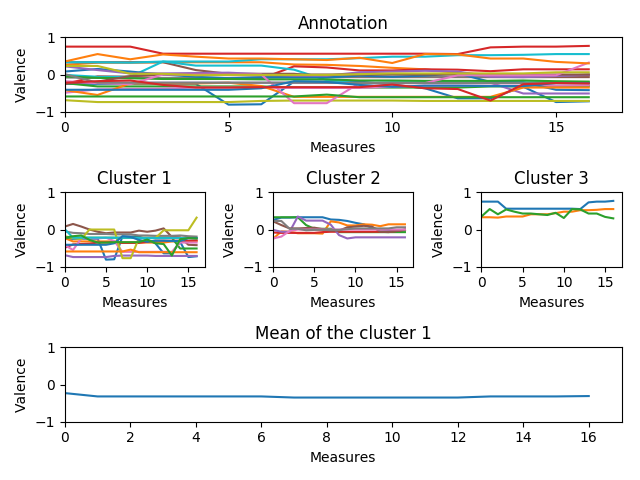 Annotation
Valence
1
0
−1
0 5 10 15
Measures
Cluster 1 Cluster 2 Cluster 3
Valence Valence Valence
1 1 1
0 0 0
−1 −1 −1
0 5 10 15 0 5 10 15 0 5 10 15
Measures Measures Measures
Mean of the cluster 1
Valence
1
0
−1
0 2 4 6 8 10 12 14 16
Measures